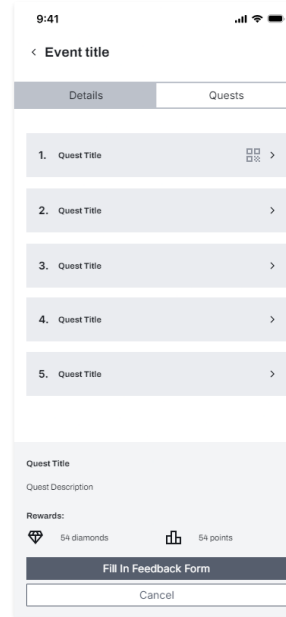 9:41
Event title
Details Quests
1. Quest Title
2. Quest Title
3. Quest Title
4. Quest Title
5. Quest Title
Quest Title
Quest Description
Rewards:
54 diamonds 54 points
Fill In Feedback Form
Cancel